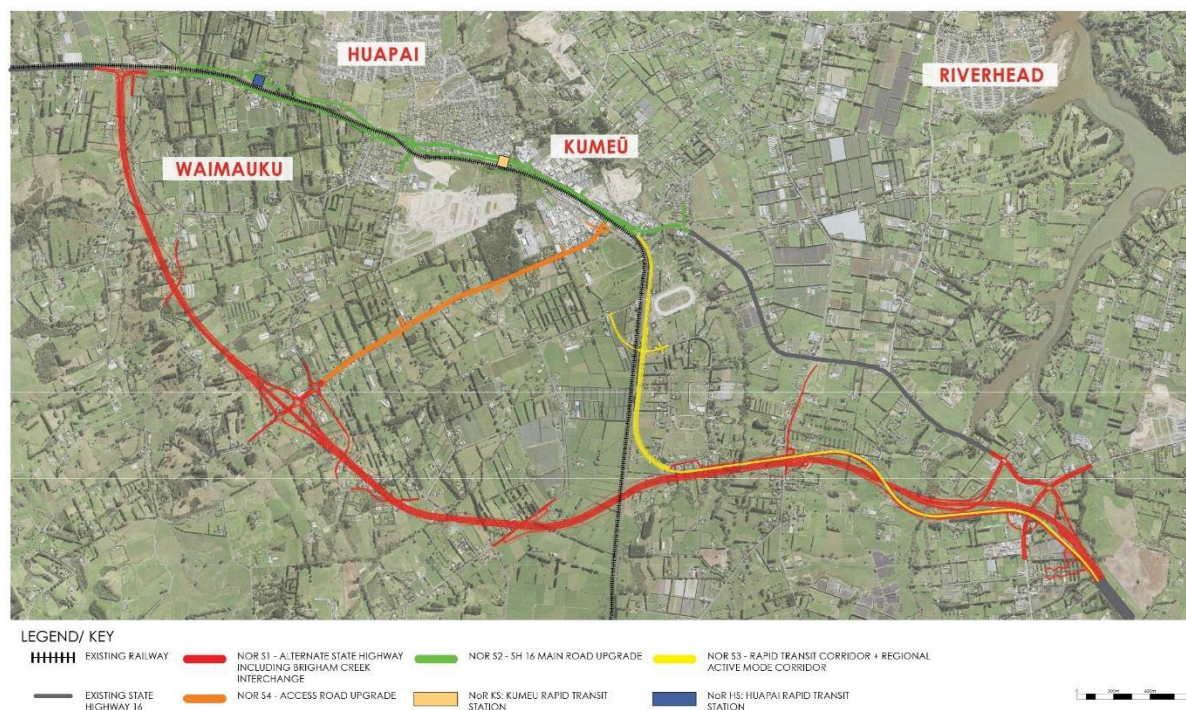 HUAPAI
RIVERHEAD
KUMEŪ
WAIMAUKU
LEGEND/ KEY
EXISTING RAILWAY
NOR S1 - ALTERNATE STATE HIGHWAY
INCLUDING BRIGHAM CREEK
INTERCHANGE
NOR S2 - SH 16 MAIN ROAD UPGRADE
NOR S3 - RAPID TRANSIT CORRIDOR + REGIONAL
ACTIVE MODE CORRIDOR
EXISTING STATE
HIGHWAY 16
NOR S4 - ACCESS ROAD UPGRADE
NoR KS: KUMEU RAPID TRANSIT
STATION
NoR HS: HUAPAI RAPID TRANSIT
STATION
0